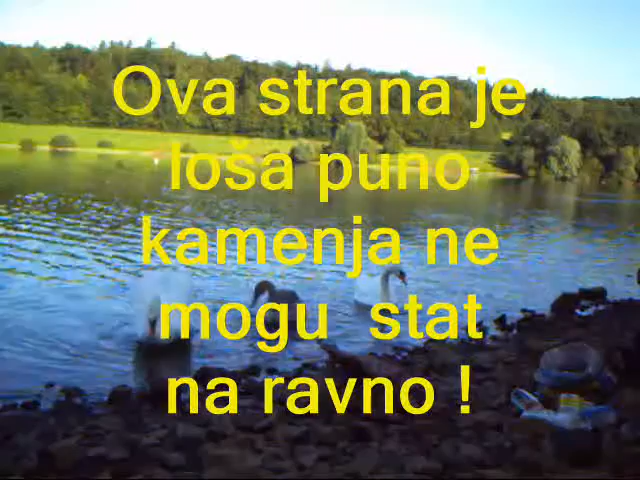 Ova strana je
loša puno
kamenja ne
mogu  stat
na ravno !